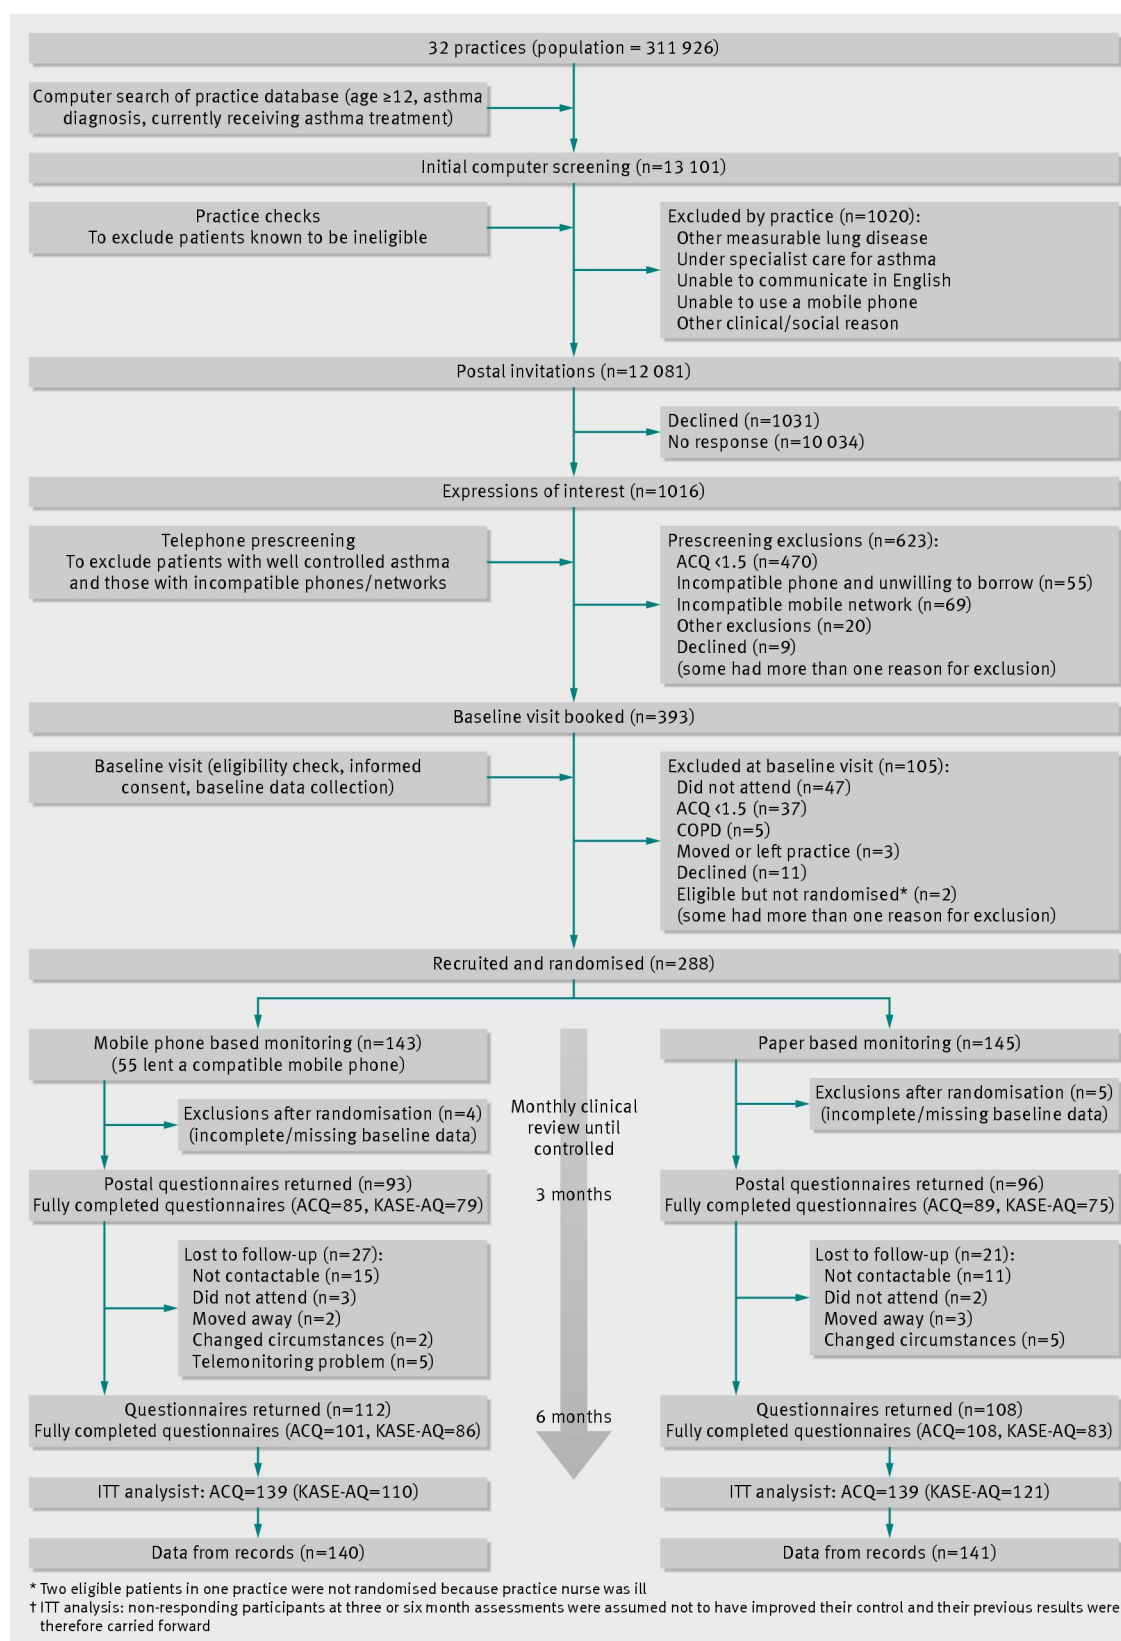 32 practices (population = 311 926)
Computer search of practice database (age ≥12, asthma
diagnosis, currently receiving asthma treatment)
Initial computer screening (n=13 101)
Practice checks
To exclude patients known to be ineligible
Excluded by practice (n=1020):
Other measurable lung disease
Under specialist care for asthma
Unable to communicate in English
Unable to use a mobile phone
Other clinical/social reason
Postal invitations (n=12 081)
Declined (n=1031)
No response (n=10 034)
Expressions of interest (n=1016)
Telephone prescreening
To exclude patients with well controlled asthma
and those with incompatible phones/networks
Prescreening exclusions (n=623):
ACQ <1.5 (n=470)
Incompatible phone and unwilling to borrow (n=55)
Incompatible mobile network (n=69)
Other exclusions (n=20)
Declined (n=9)
(some had more than one reason for exclusion)
Baseline visit booked (n=393)
Baseline visit (eligibility check, informed
consent, baseline data collection)
Excluded at baseline visit (n=105):
Did not attend (n=47)
ACQ <1.5 (n=37)
COPD (n=5)
Moved or left practice (n=3)
Declined (n=11)
Eligible but not randomised* (n=2)
(some had more than one reason for exclusion)
Recruited and randomised (n=288)
Mobile phone based monitoring (n=143)
(55 lent a compatible mobile phone)
Exclusions after randomisation (n=4)
(incomplete/missing baseline data)
Postal questionnaires returned (n=93)
Fully completed questionnaires (ACQ=85, KASE-AQ=79)
Lost to follow-up (n=27):
Not contactable (n=15)
Did not attend (n=3)
Moved away (n=2)
Changed circumstances (n=2)
Telemonitoring problem (n=5)
Questionnaires returned (n=112)
Fully completed questionnaires (ACQ=101, KASE-AQ=86)
ITT analysis†: ACQ=139 (KASE-AQ=110)
Data from records (n=140)
Monthly clinical
review until
controlled
3 months
6 months
Paper based monitoring (n=145)
Exclusions after randomisation (n=5)
(incomplete/missing baseline data)
Postal questionnaires returned (n=96)
Fully completed questionnaires (ACQ=89, KASE-AQ=75)
Lost to follow-up (n=21):
Not contactable (n=11)
Did not attend (n=2)
Moved away (n=3)
Changed circumstances (n=5)
Questionnaires returned (n=108)
Fully completed questionnaires (ACQ=108, KASE-AQ=83)
ITT analysis†: ACQ=139 (KASE-AQ=121)
Data from records (n=141)
* Two eligible patients in one practice were not randomised because practice nurse was ill
† ITT analysis: non-responding participants at three or six month assessments were assumed not to have improved their control and their previous results were
therefore carried forward